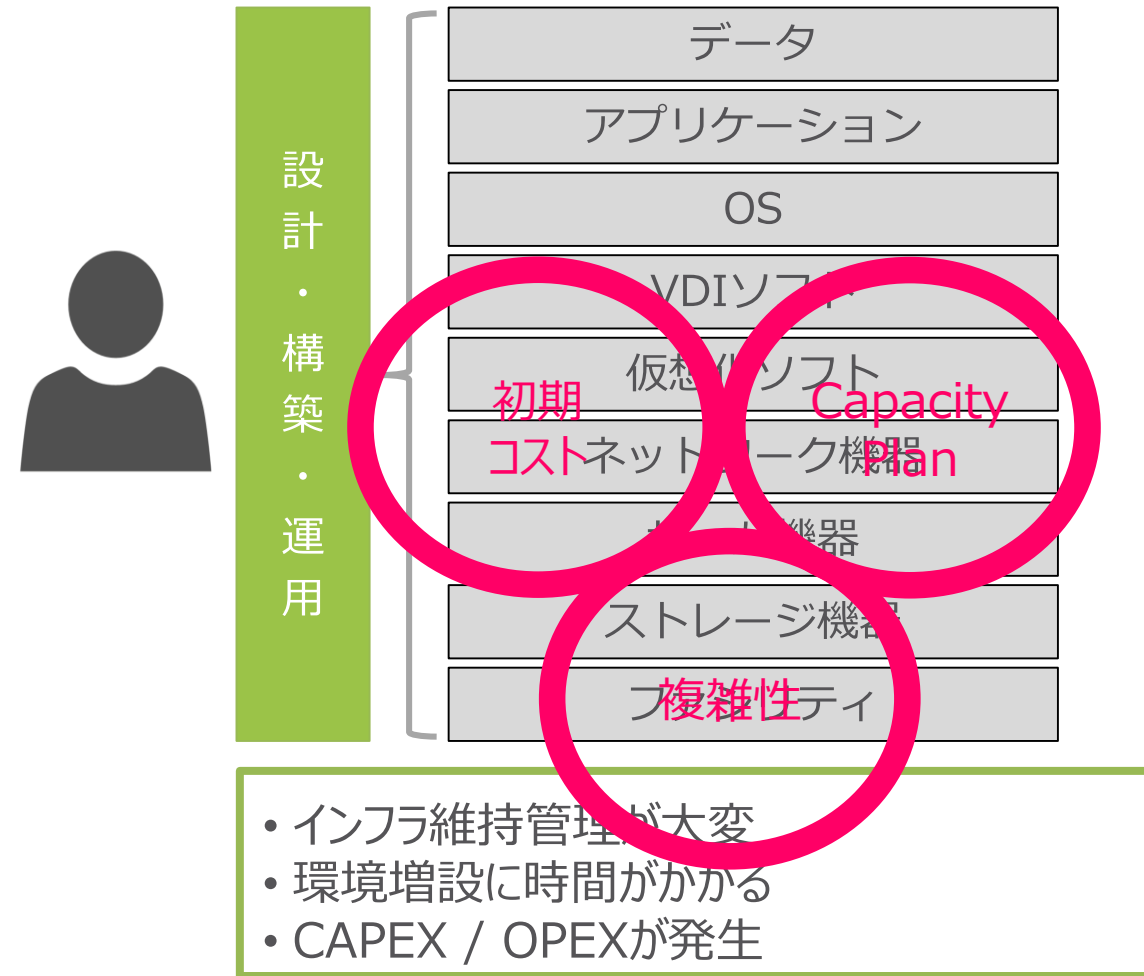 設計・構築・運用
データ
アプリケーション
OS
VDIソフト
仮想化ソフト
初期
コスト
Capacity
Plan
ネットワーク機器
機器
ストレージ機器
ファシリティ
複雑性
• インフラ維持管理が大変
• 環境増設に時間がかかる
• CAPEX / OPEXが発生